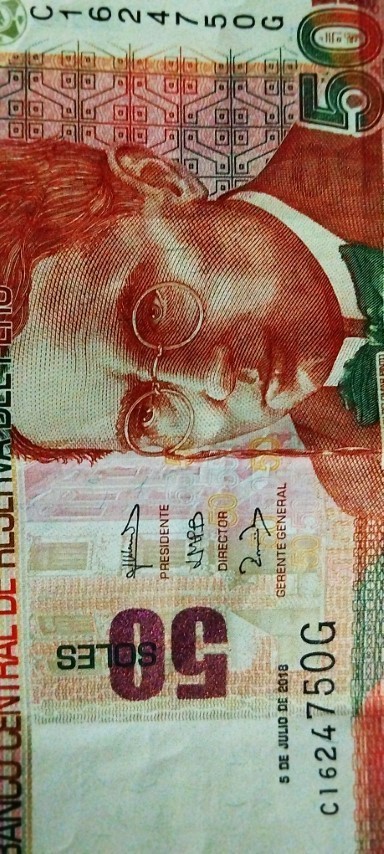 BANCO CENTRAL DE RESERVA DEL PERÚ
C1624750G
50
SOLES
PRESIDENTE
DIRECTOR
GERENTE GENERAL
5 DE JULIO DE 2018
C1624750G
50